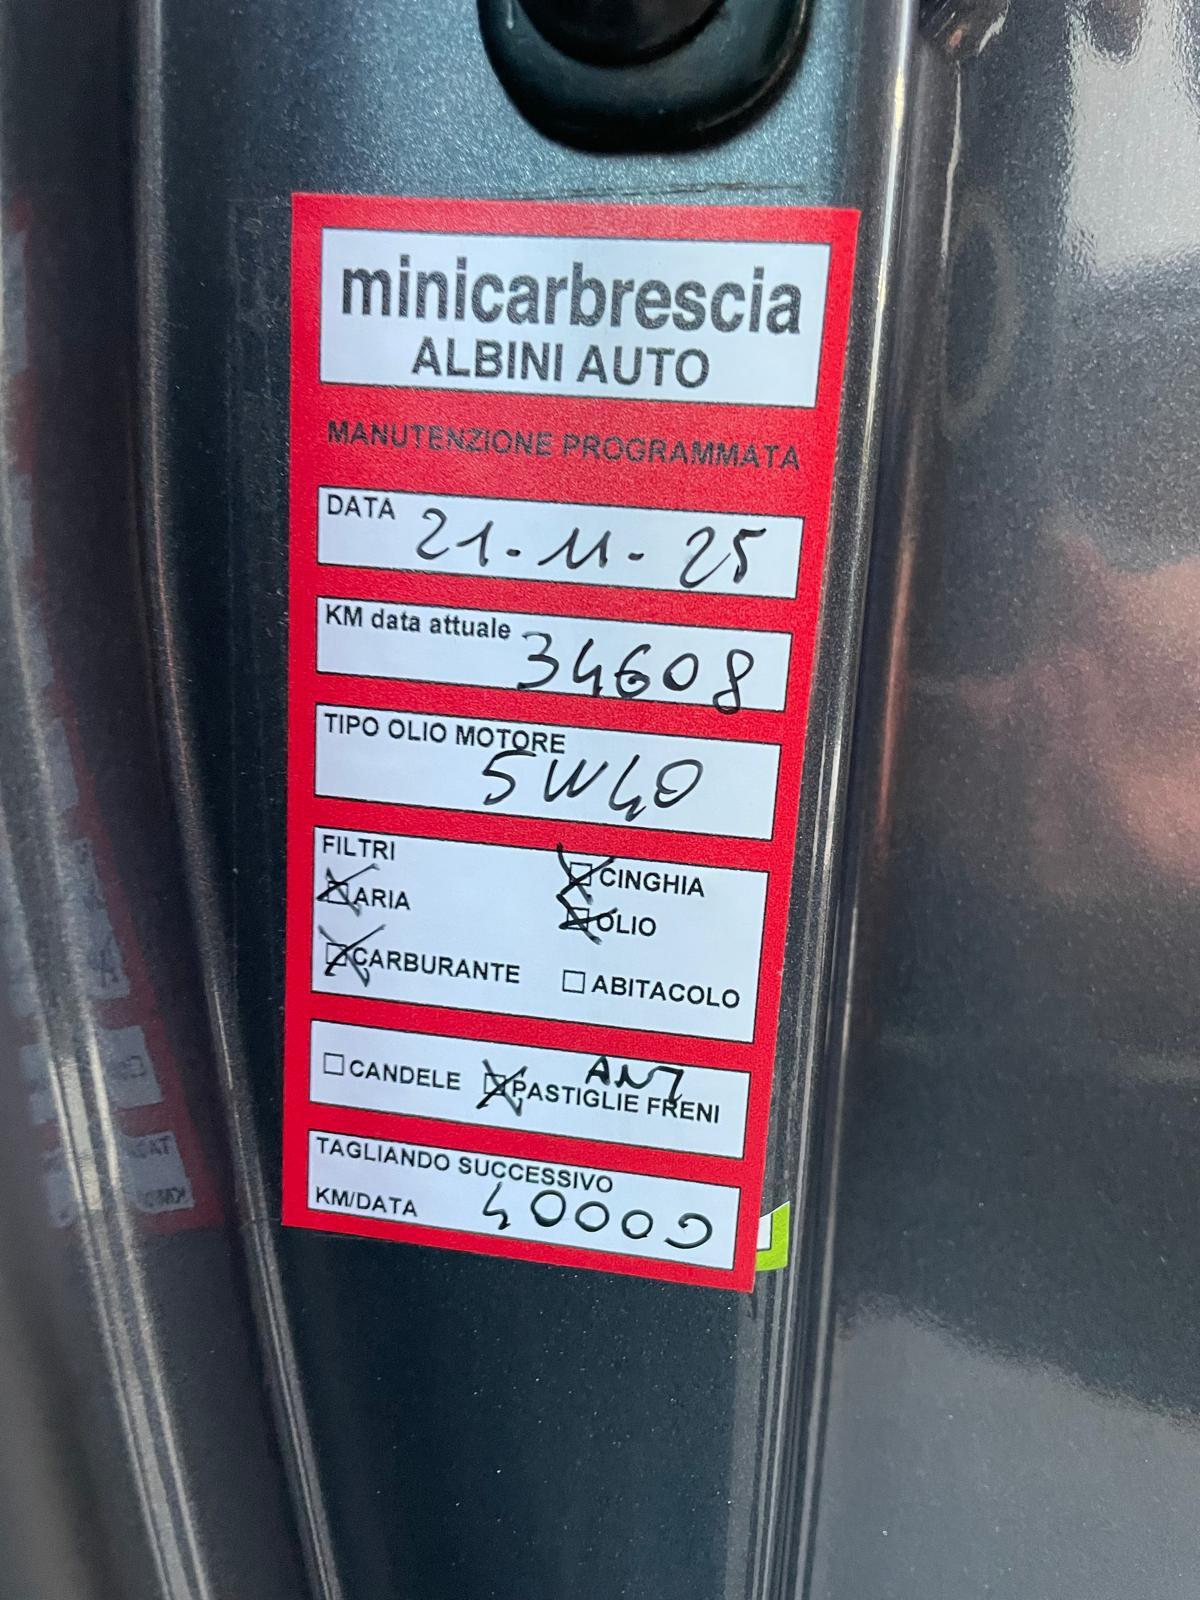 minicarbrescia
ALBINI AUTO
MANUTENZIONE PROGRAMMATA
DATA 21-11-25
KM data attuale 34608
TIPO OLIO MOTORE
5W40
FILTRI
CINGHIA
ARIA
OLIO
CARBURANTE
ABITACOLO
ANT
CANDELE PASTIGLIE FRENI
TAGLIANDO SUCCESSIVO
KM/DATA 40000